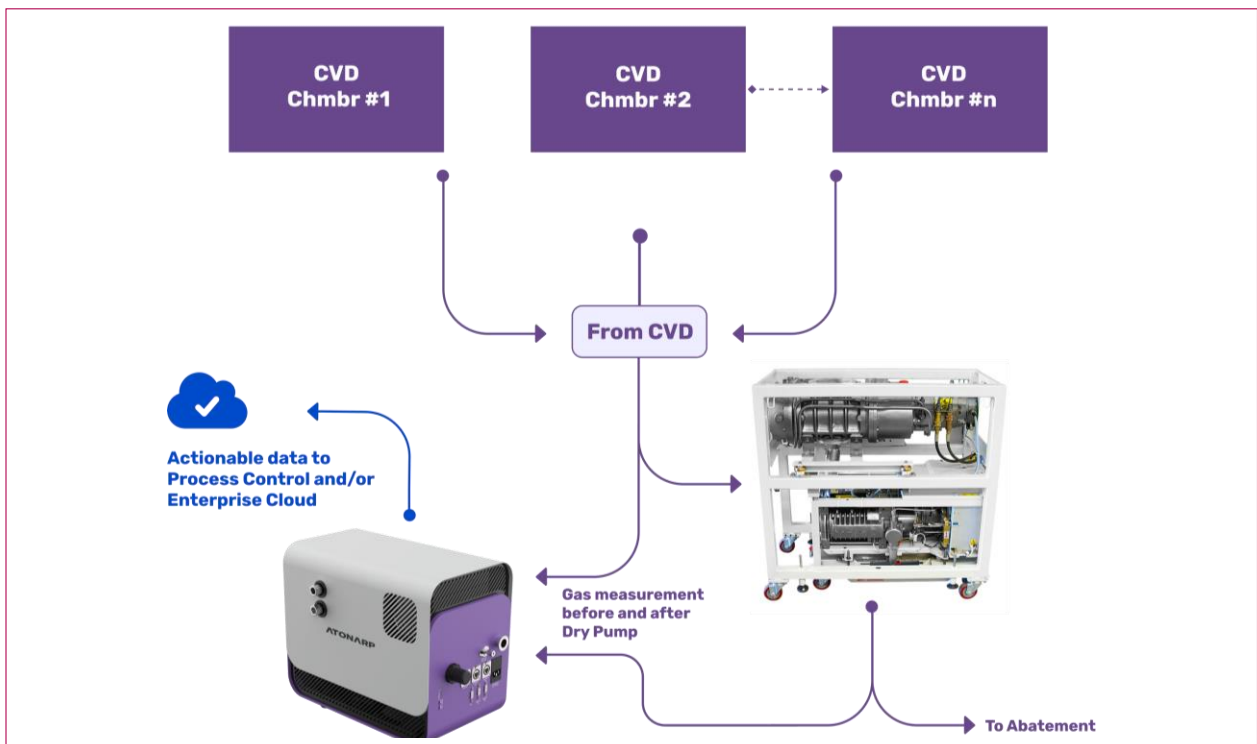 CVD
Chmbr #1
CVD
Chmbr #2
CVD
Chmbr #n
From CVD
Actionable data to
Process Control and/or
Enterprise Cloud
Gas measurement
before and after
Dry Pump
ATONARP
To Abatement